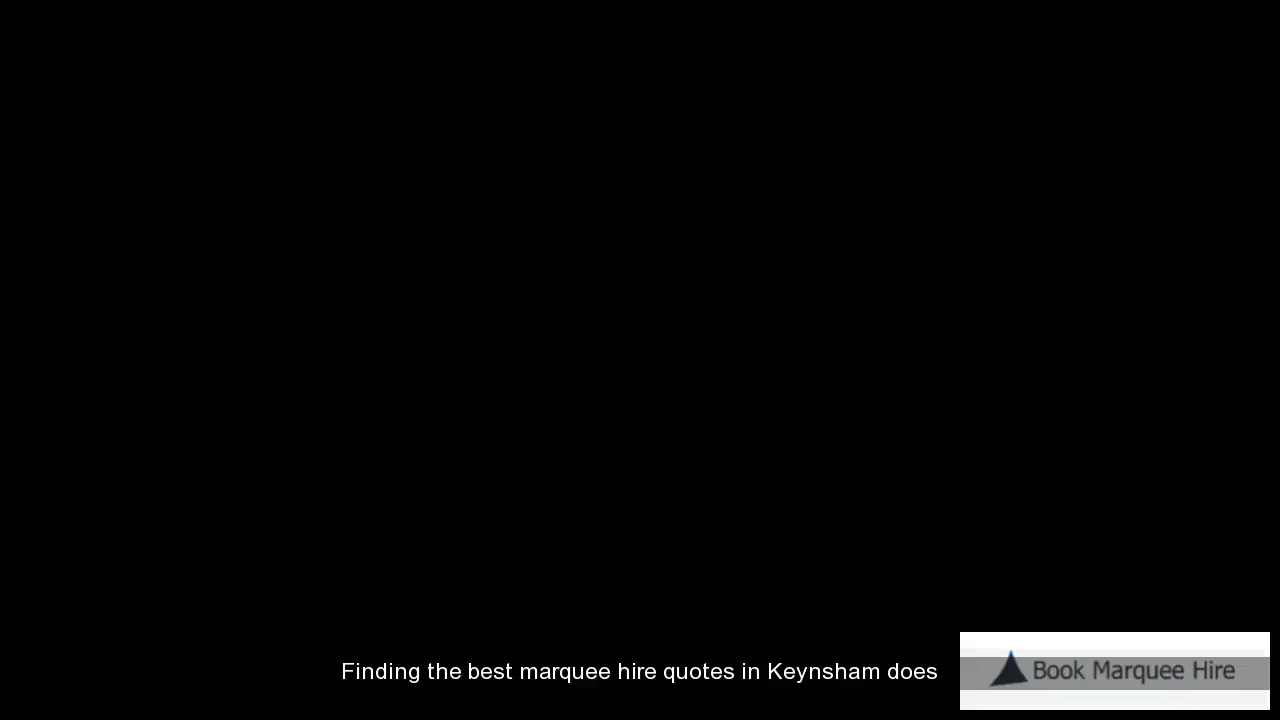 Finding the best marquee hire quotes in Keynsham does
Book Marquee Hire